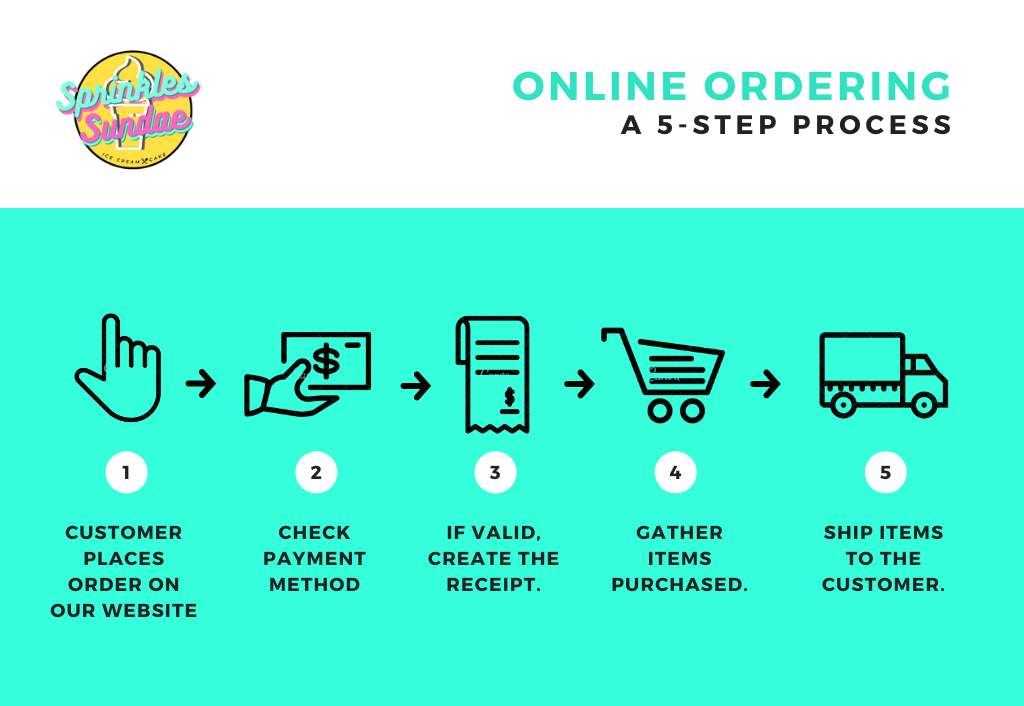 Sprinkles
Sundae
ICE CREAM X CAKE
ONLINE ORDERING
A 5-STEP PROCESS
$
$
1
2
3
4
5
CUSTOMER
PLACES
ORDER ON
OUR WEBSITE
CHECK
PAYMENT
METHOD
IF VALID,
CREATE THE
RECEIPT.
GATHER
ITEMS
PURCHASED.
SHIP ITEMS
TO THE
CUSTOMER.